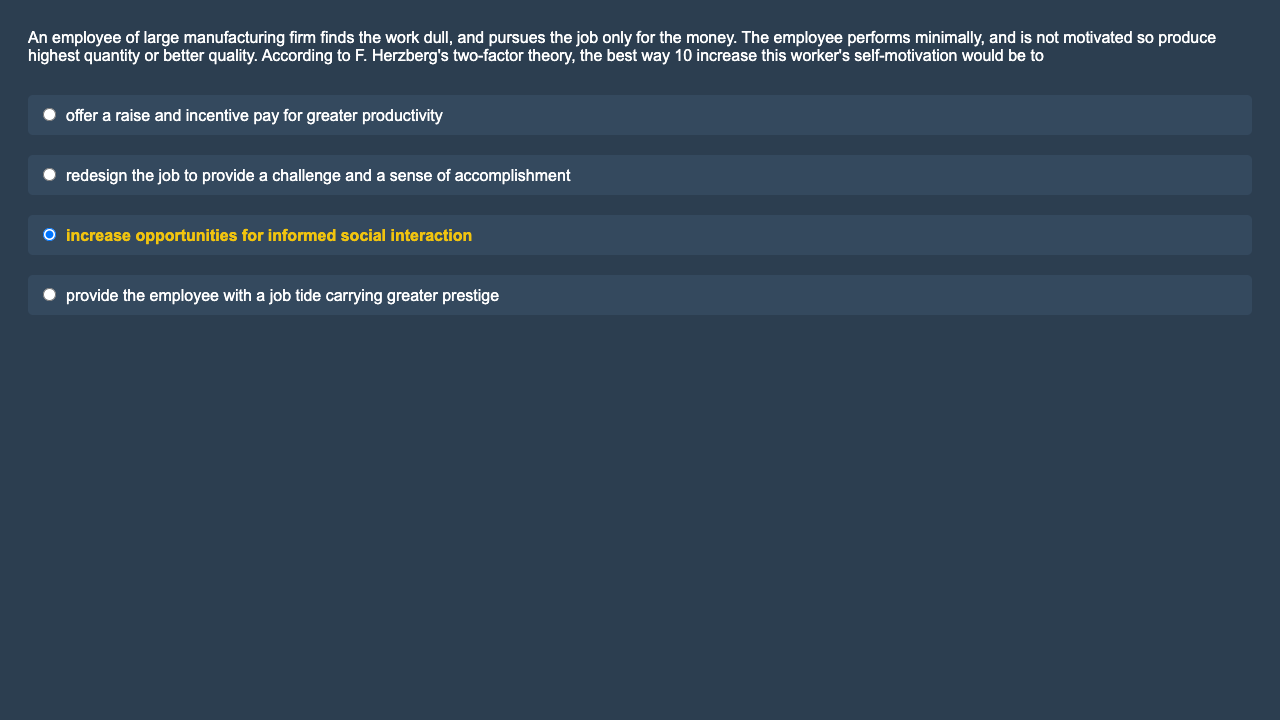 An employee of large manufacturing firm finds the work dull, and pursues the job only for the money. The employee performs minimally, and is not motivated so produce
highest quantity or better quality. According to F. Herzberg's two-factor theory, the best way 10 increase this worker's self-motivation would be to
offer a raise and incentive pay for greater productivity
redesign the job to provide a challenge and a sense of accomplishment
increase opportunities for informed social interaction
provide the employee with a job tide carrying greater prestige